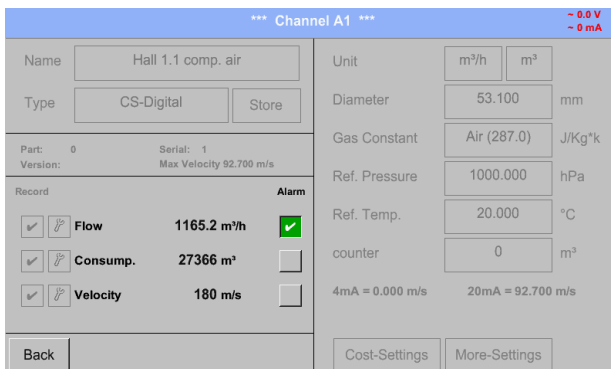 *** Channel A1 ***
~ 0.0 V
~ 0 mA
Name Hall 1.1 comp. air
Type CS-Digital Store
Part: 0 Serial: 1
Version: Max Velocity 92.700 m/s
Record Alarm
Flow 1165.2 m³/h
Consump. 27366 m³
Velocity 180 m/s
Back
Unit m³/h m³
Diameter 53.100 mm
Gas Constant Air (287.0) J/Kg*k
Ref. Pressure 1000.000 hPa
Ref. Temp. 20.000 °C
counter 0 m³
4mA = 0.000 m/s 20mA = 92.700 m/s
Cost-Settings More-Settings